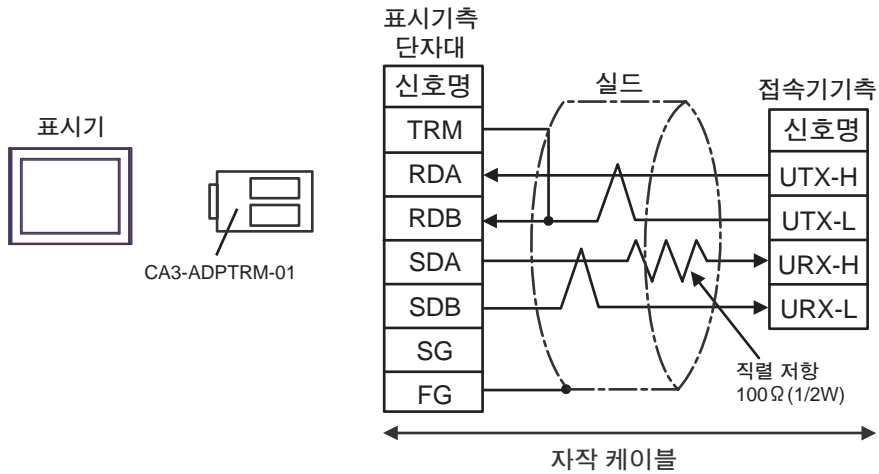 표시기
CA3-ADPTRM-01
표시기측
단자대
신호명
TRM
RDA
RDB
SDA
SDB
SG
FG
실드
접속기기측
신호명
UTX-H
UTX-L
URX-H
URX-L
직렬 저항
100Ω(1/2W)
자작 케이블